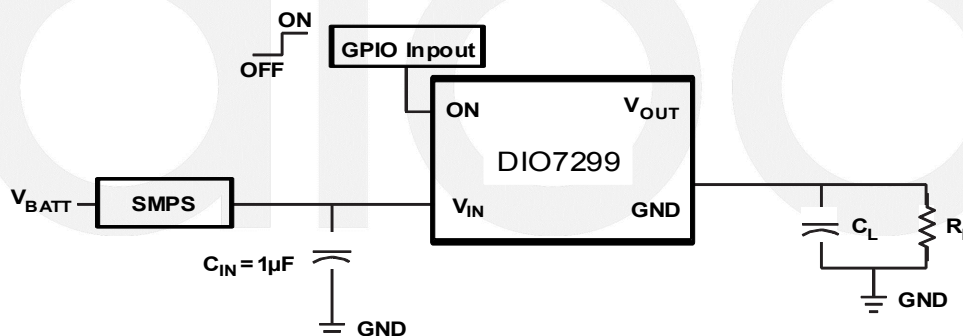 ON
OFF
GPIO Inpout
ON
VOUT
DIO7299
VBATT
SMPS
VIN
GND
CIN = 1µF
CL
GND
GND